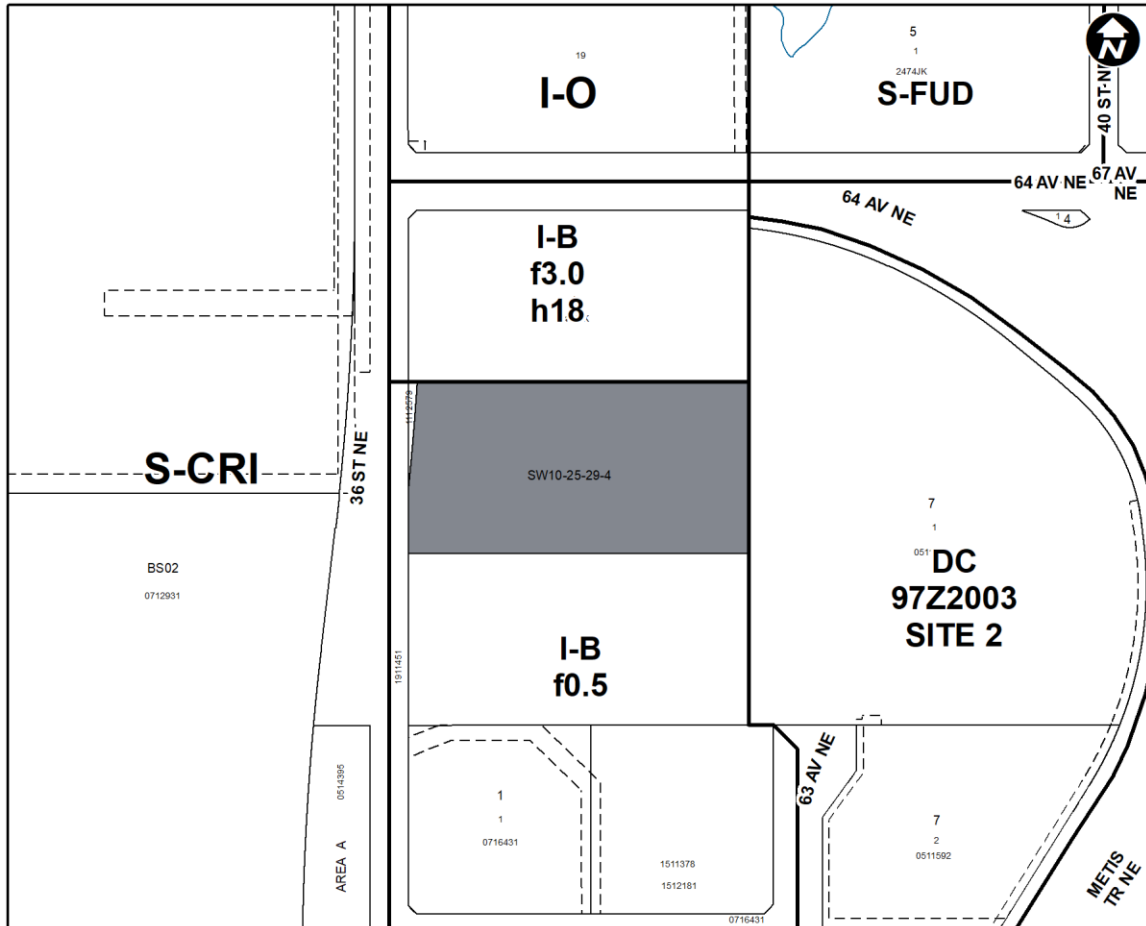 N
19
I-O
5
1
2474JK
S-FUD
40 ST NE
64 AV NE
67 AV
NE
64 AV NE
1 4
I-B
f3.0
h18
1112579
S-CRI
36 ST NE
SW10-25-29-4
7
1
DC
97Z2003
SITE 2
BS02
0712931
1911451
I-B
f0.5
63 AV NE
0514395
AREA A
1
1
0716431
1511378
1512181
0716431
7
2
0511592
METIS
TR NE